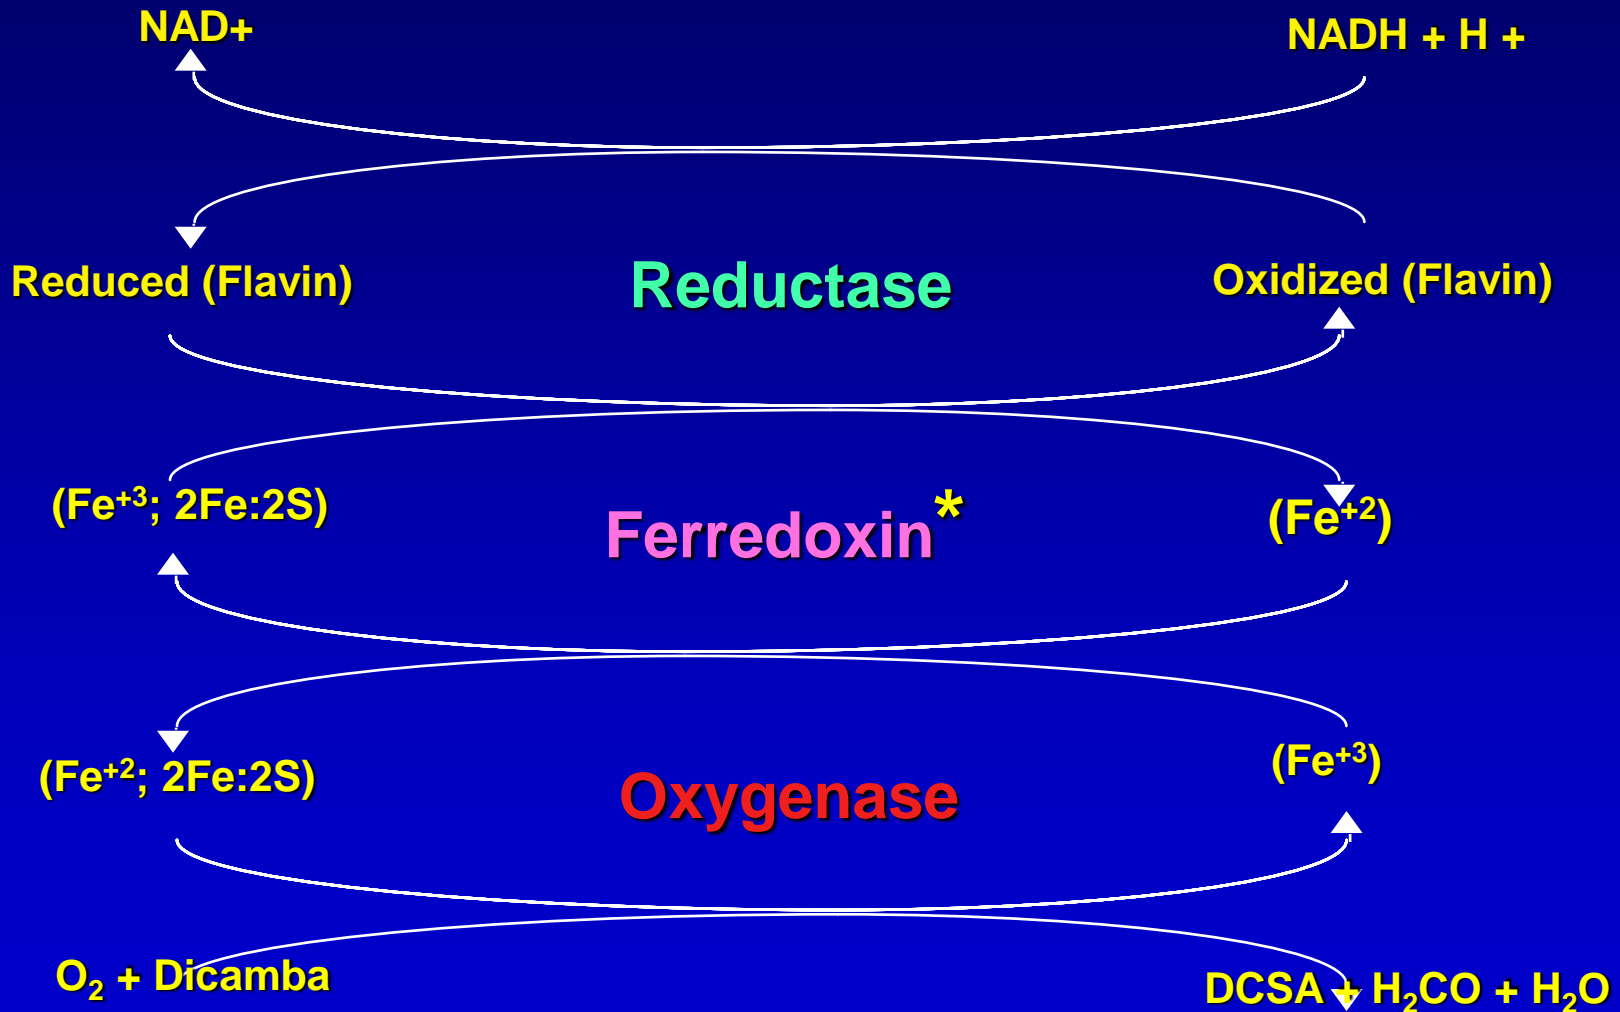 NAD+
NADH + H +
Reduced (Flavin)
Reductase
Oxidized (Flavin)
(Fe⁺³; 2Fe:2S)
Ferredoxin*
(Fe⁺²)
(Fe⁺²; 2Fe:2S)
Oxygenase
(Fe⁺³)
O₂ + Dicamba
DCSA + H₂CO + H₂O